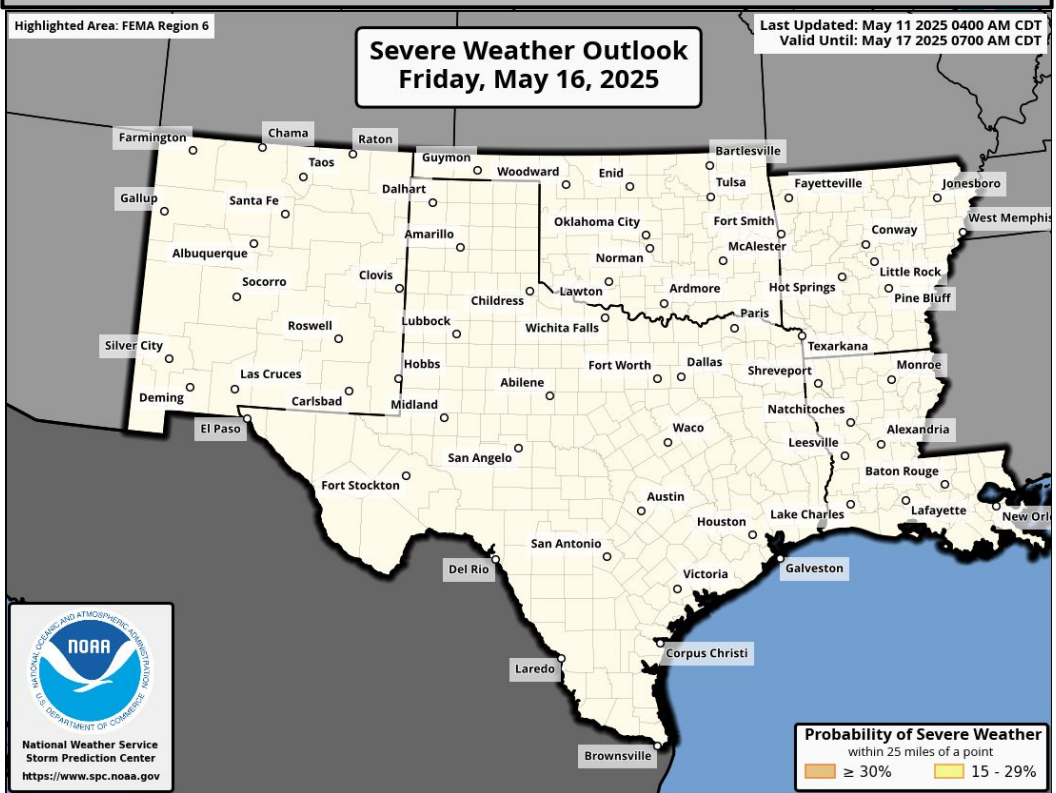 Highlighted Area: FEMA Region 6
Last Updated: May 11 2025 0400 AM CDT
Valid Until: May 17 2025 0700 AM CDT
Severe Weather Outlook
Friday, May 16, 2025
Farmington
Chama
Raton
Taos
Guymon
Woodward
Enid
Bartlesville
Tulsa
Fayetteville
Jonesboro
Gallup
Santa Fe
Dalhart
Oklahoma City
Fort Smith
West Memphis
Albuquerque
Amarillo
Norman
McAlester
Conway
Socorro
Clovis
Childress
Lawton
Ardmore
Hot Springs
Little Rock
Pine Bluff
Roswell
Lubbock
Wichita Falls
Paris
Texarkana
Silver City
Las Cruces
Hobbs
Abilene
Fort Worth
Dallas
Shreveport
Monroe
Deming
Carlsbad
Midland
Natchitoches
El Paso
Waco
Leesville
Alexandria
San Angelo
Baton Rouge
Fort Stockton
Austin
Houston
Lake Charles
Lafayette
New Orl
San Antonio
Del Rio
Galveston
Victoria
Corpus Christi
Laredo
Brownsville
NATIONAL OCEANIC AND ATMOSPHERIC ADMINISTRATION
NOAA
U.S. DEPARTMENT OF COMMERCE
National Weather Service
Storm Prediction Center
https://www.spc.noaa.gov
Probability of Severe Weather
within 25 miles of a point
≥ 30%
15 - 29%